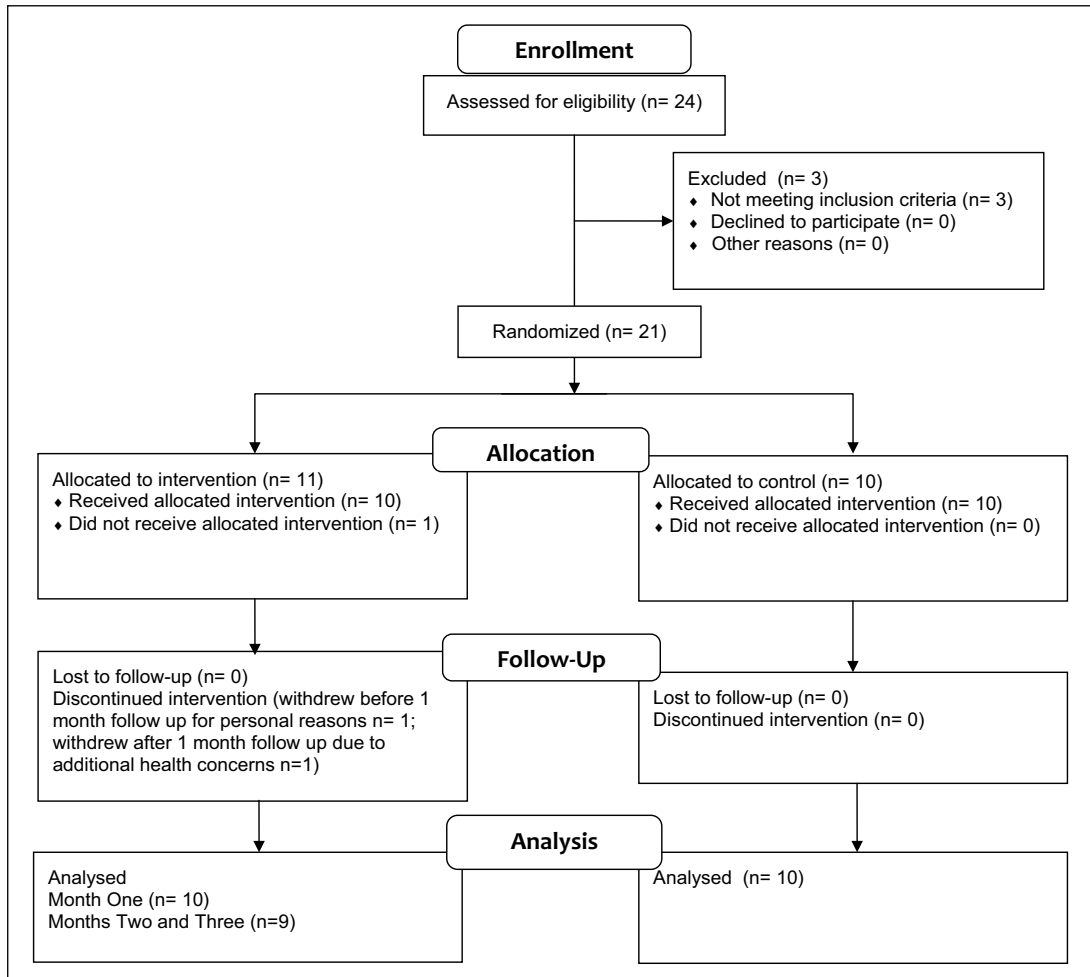 Enrollment
Assessed for eligibility (n= 24)
Excluded (n= 3)
♦ Not meeting inclusion criteria (n= 3)
♦ Declined to participate (n= 0)
♦ Other reasons (n= 0)
Randomized (n= 21)
Allocation
Allocated to intervention (n= 11)
♦ Received allocated intervention (n= 10)
♦ Did not receive allocated intervention (n= 1)
Allocated to control (n= 10)
♦ Received allocated intervention (n= 10)
♦ Did not receive allocated intervention (n= 0)
Follow-Up
Lost to follow-up (n= 0)
Discontinued intervention (withdrew before 1
month follow up for personal reasons n= 1;
withdrew after 1 month follow up due to
additional health concerns n=1)
Lost to follow-up (n= 0)
Discontinued intervention (n= 0)
Analysis
Analysed
Month One (n= 10)
Months Two and Three (n=9)
Analysed (n= 10)